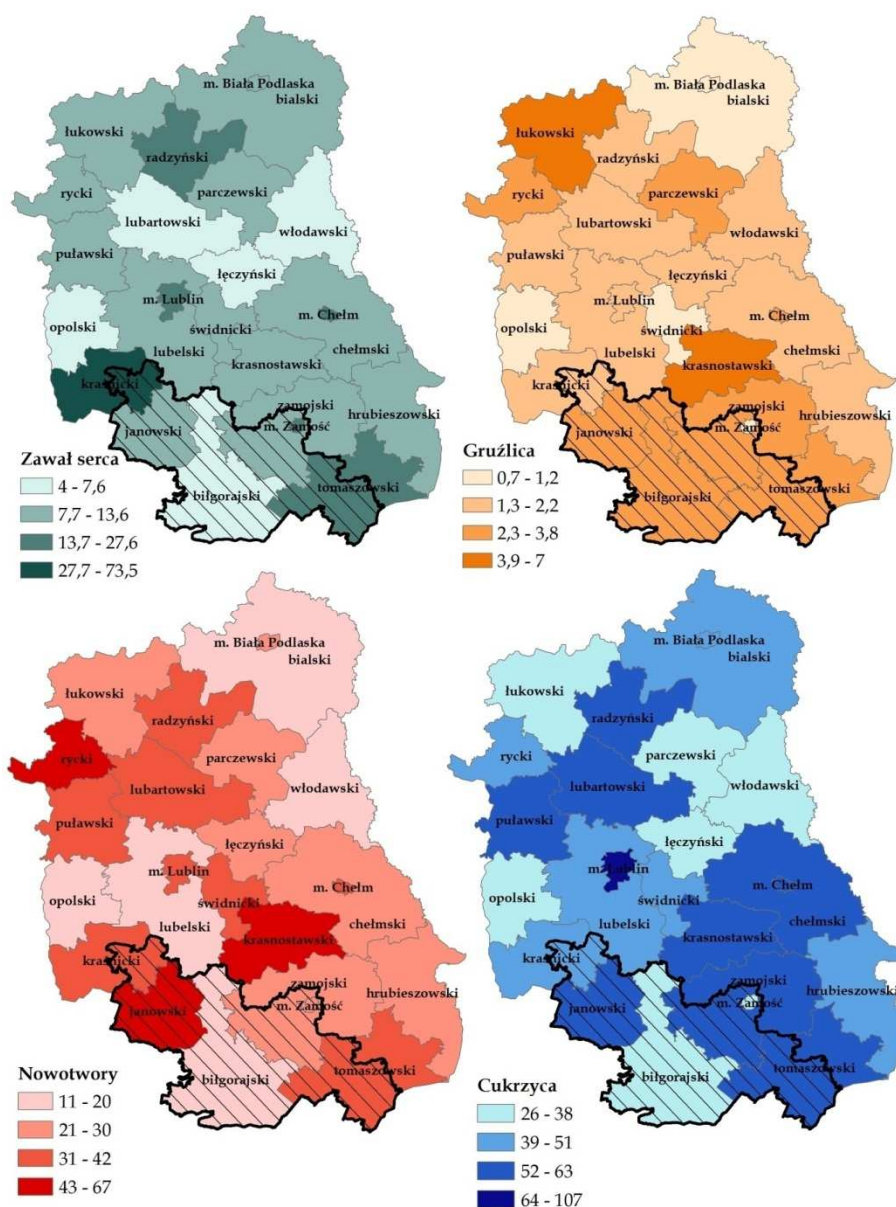 m. Biała Podlaska
bialski
łukowski
radzyński
rycki
parczewski
lubartowski
włodawski
puławski
łęczyński
m. Lublin
m. Chełm
opolski
świdnicki
chełmski
lubelski
krasnostawski
kraśnicki
zamojski
hrubieszowski
janowski
m. Zamość
tomaszowski
biłgorajski
Zawał serca
4 - 7,6
7,7 - 13,6
13,7 - 27,6
27,7 - 73,5
m. Biała Podlaska
bialski
łukowski
radzyński
rycki
parczewski
lubartowski
włodawski
puławski
łęczyński
m. Lublin
m. Chełm
opolski
świdnicki
chełmski
lubelski
krasnostawski
kraśnicki
zamojski
hrubieszowski
janowski
m. Zamość
tomaszowski
biłgorajski
Gruźlica
0,7 - 1,2
1,3 - 2,2
2,3 - 3,8
3,9 - 7
m. Biała Podlaska
bialski
łukowski
radzyński
rycki
parczewski
lubartowski
włodawski
puławski
łęczyński
m. Lublin
m. Chełm
opolski
świdnicki
chełmski
lubelski
krasnostawski
kraśnicki
zamojski
hrubieszowski
janowski
m. Zamość
tomaszowski
biłgorajski
Nowotwory
11 - 20
21 - 30
31 - 42
43 - 67
m. Biała Podlaska
bialski
łukowski
radzyński
rycki
parczewski
lubartowski
włodawski
puławski
łęczyński
m. Lublin
m. Chełm
opolski
świdnicki
chełmski
lubelski
krasnostawski
kraśnicki
zamojski
hrubieszowski
janowski
m. Zamość
tomaszowski
biłgorajski
Cukrzyca
26 - 38
39 - 51
52 - 63
64 - 107